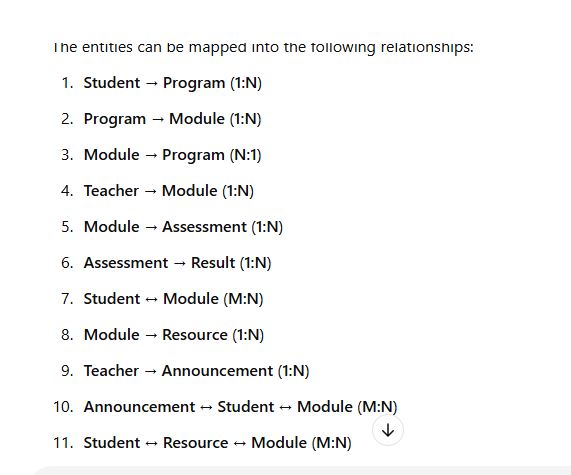 The entities can be mapped into the following relationships:
1. Student → Program (1:N)
2. Program → Module (1:N)
3. Module → Program (N:1)
4. Teacher → Module (1:N)
5. Module → Assessment (1:N)
6. Assessment → Result (1:N)
7. Student ↔ Module (M:N)
8. Module → Resource (1:N)
9. Teacher → Announcement (1:N)
10. Announcement ↔ Student ↔ Module (M:N)
11. Student ↔ Resource ↔ Module (M:N)